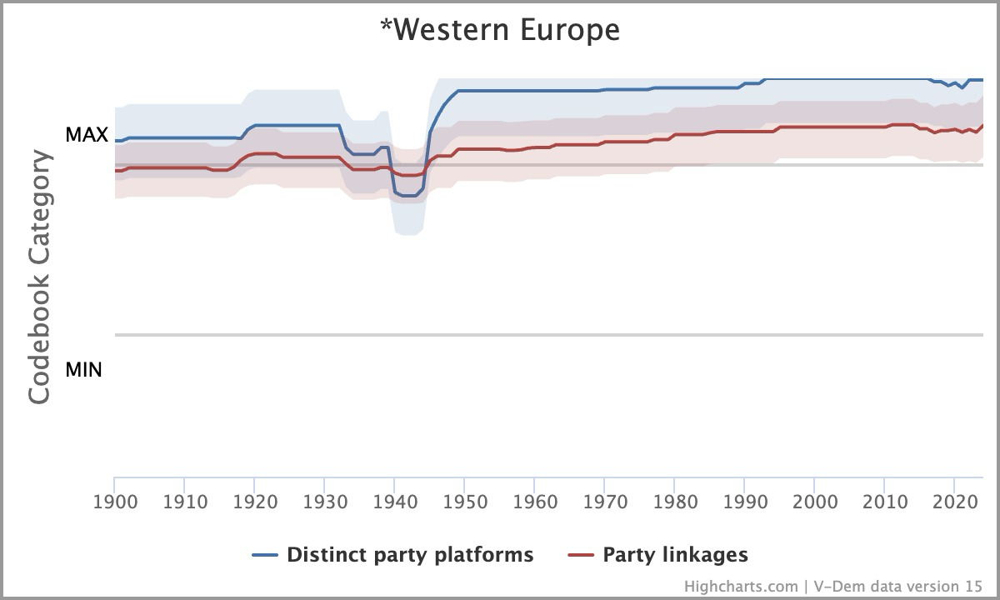 *Western Europe
MAX
Codebook Category
MIN
1900 1910 1920 1930 1940 1950 1960 1970 1980 1990 2000 2010 2020
Distinct party platforms Party linkages
Highcharts.com | V-Dem data version 15